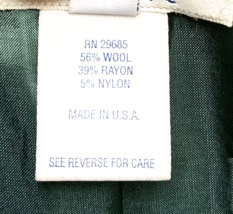 RN 29685
56% WOOL
39% RAYON
5% NYLON
MADE IN U.S.A.
SEE REVERSE FOR CARE